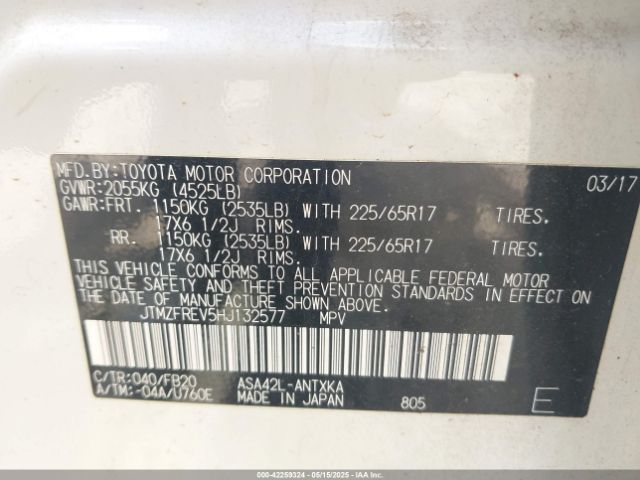 MFD.BY:TOYOTA MOTOR CORPORATION 03/17
GVWR:2055KG (4525LB)
GAWR:FRT. 1150KG (2535LB) WITH 225/65R17 TIRES.
17X6 1/2J RIMS.
RR. 1150KG (2535LB) WITH 225/65R17 TIRES.
17X6 1/2J RIMS.
THIS VEHICLE CONFORMS TO ALL APPLICABLE FEDERAL MOTOR
VEHICLE SAFETY AND THEFT PREVENTION STANDARDS IN EFFECT ON
THE DATE OF MANUFACTURE SHOWN ABOVE.
JTMZFREV5HJ132577 MPV
C/TR:040/FB20 ASA42L-ANTXKA
A/TM:-04A/U760E MADE IN JAPAN 805 E
000-42259324 - 05/15/2025 - IAAI, INC.